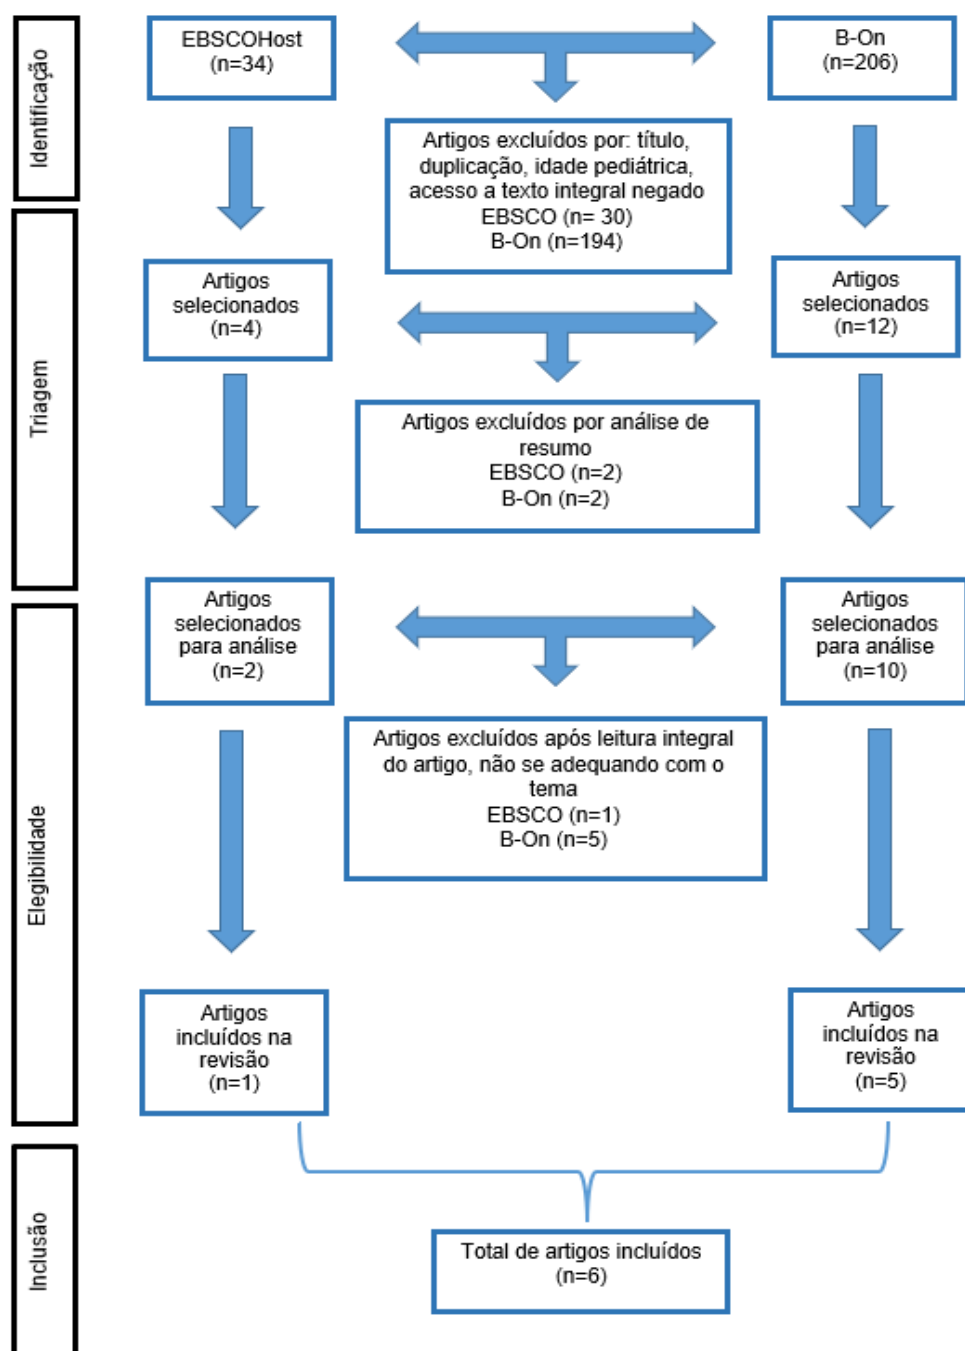 Identificação
EBSCOHost
(n=34)
B-On
(n=206)
Artigos excluídos por: título,
duplicação, idade pediátrica,
acesso a texto integral negado
EBSCO (n= 30)
B-On (n=194)
Triagem
Artigos
selecionados
(n=4)
Artigos
selecionados
(n=12)
Artigos excluídos por análise de
resumo
EBSCO (n=2)
B-On (n=2)
Elegibilidade
Artigos
selecionados
para análise
(n=2)
Artigos
selecionados
para análise
(n=10)
Artigos excluídos após leitura integral
do artigo, não se adequando com o
tema
EBSCO (n=1)
B-On (n=5)
Artigos
incluídos na
revisão
(n=1)
Artigos
incluídos na
revisão
(n=5)
Inclusão
Total de artigos incluídos
(n=6)